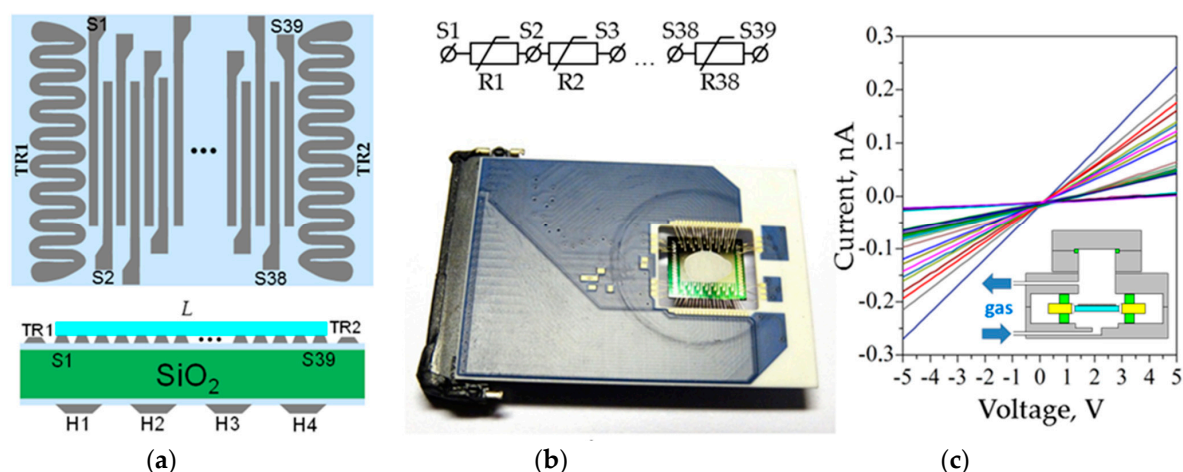 S1
S39
TR1
TR2
S2
S38
L
TR1
TR2
S1
S39
SiO2
H1
H2
H3
H4
(a)
S1
S2
S3
S38
S39
...
R1
R2
R38
(b)
0.3
0.2
0.1
0.0
-0.1
-0.2
-0.3
Current, nA
gas
-5
-4
-3
-2
-1
0
1
2
3
4
5
Voltage, V
(c)